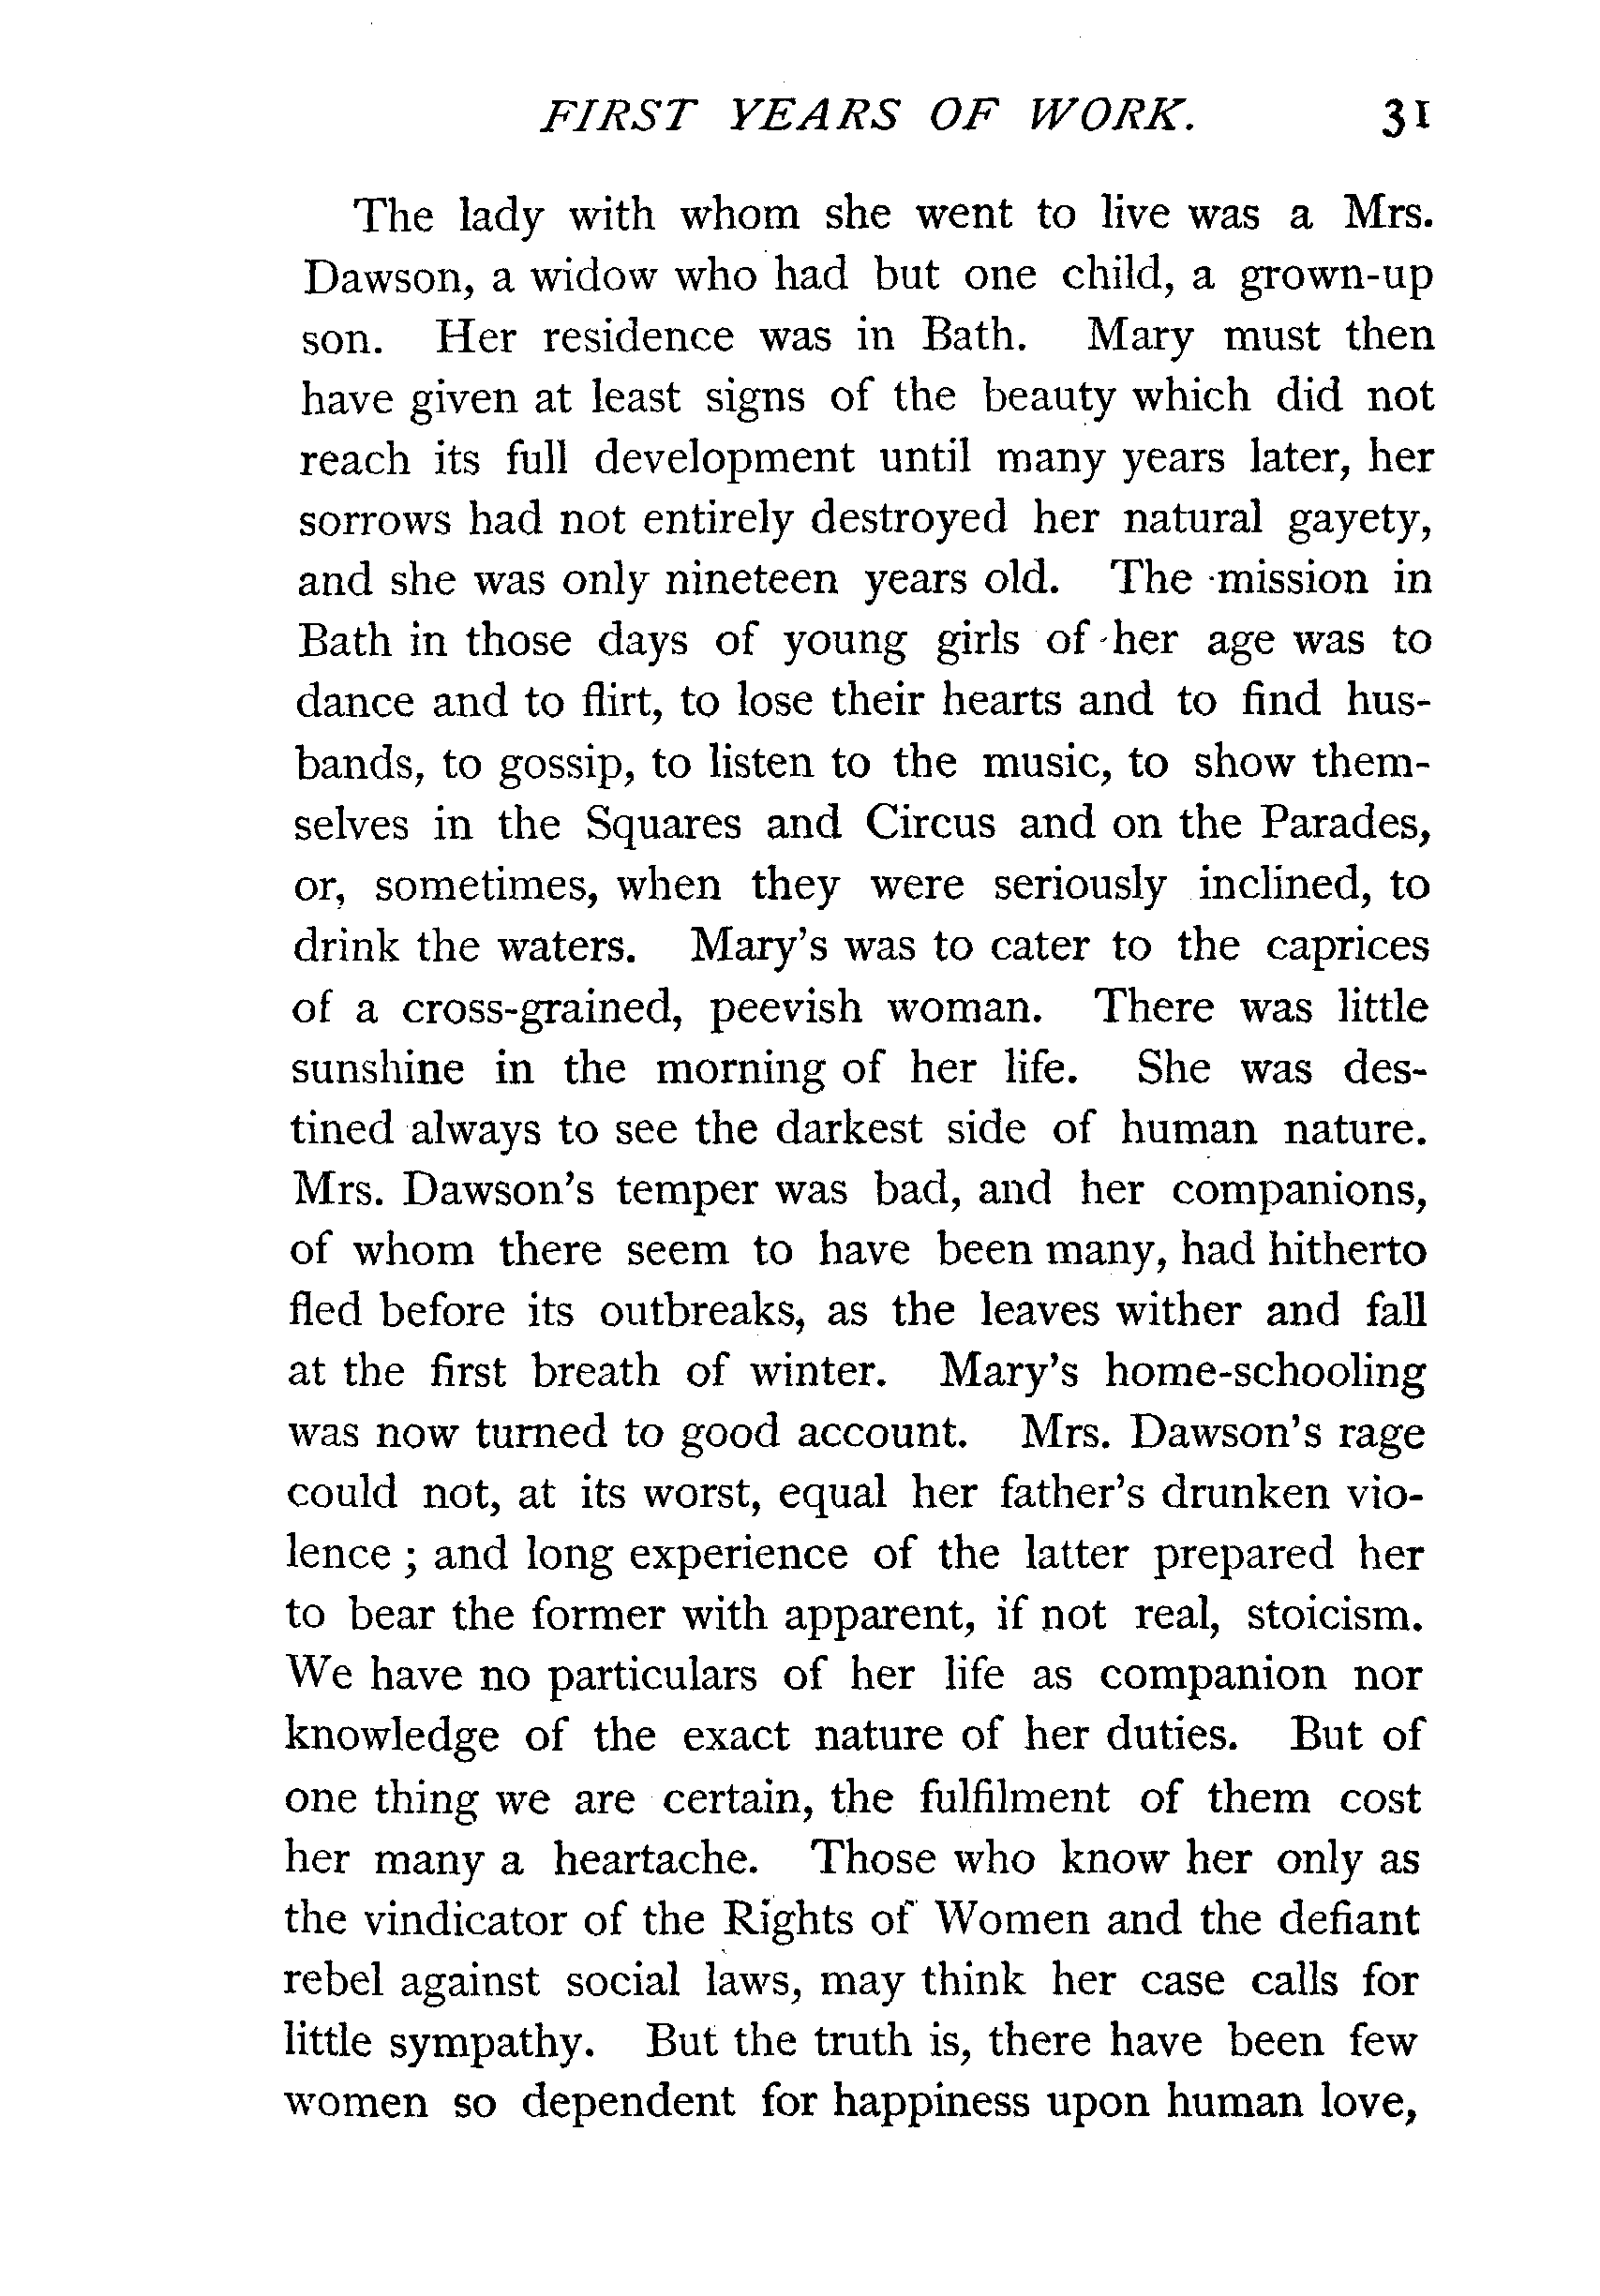 FIRST YEARS OF WORK. 31
The lady with whom she went to live was a Mrs.
Dawson, a widow who had but one child, a grown-up
son. Her residence was in Bath. Mary must then
have given at least signs of the beauty which did not
reach its full development until many years later, her
sorrows had not entirely destroyed her natural gayety,
and she was only nineteen years old. The mission in
Bath in those days of young girls of her age was to
dance and to flirt, to lose their hearts and to find hus-
bands, to gossip, to listen to the music, to show them-
selves in the Squares and Circus and on the Parades,
or, sometimes, when they were seriously inclined, to
drink the waters. Mary's was to cater to the caprices
of a cross-grained, peevish woman. There was little
sunshine in the morning of her life. She was des-
tined always to see the darkest side of human nature.
Mrs. Dawson's temper was bad, and her companions,
of whom there seem to have been many, had hitherto
fled before its outbreaks, as the leaves wither and fall
at the first breath of winter. Mary's home-schooling
was now turned to good account. Mrs. Dawson's rage
could not, at its worst, equal her father's drunken vio-
lence ; and long experience of the latter prepared her
to bear the former with apparent, if not real, stoicism.
We have no particulars of her life as companion nor
knowledge of the exact nature of her duties. But of
one thing we are certain, the fulfilment of them cost
her many a heartache. Those who know her only as
the vindicator of the Rights of Women and the defiant
rebel against social laws, may think her case calls for
little sympathy. But the truth is, there have been few
women so dependent for happiness upon human love,